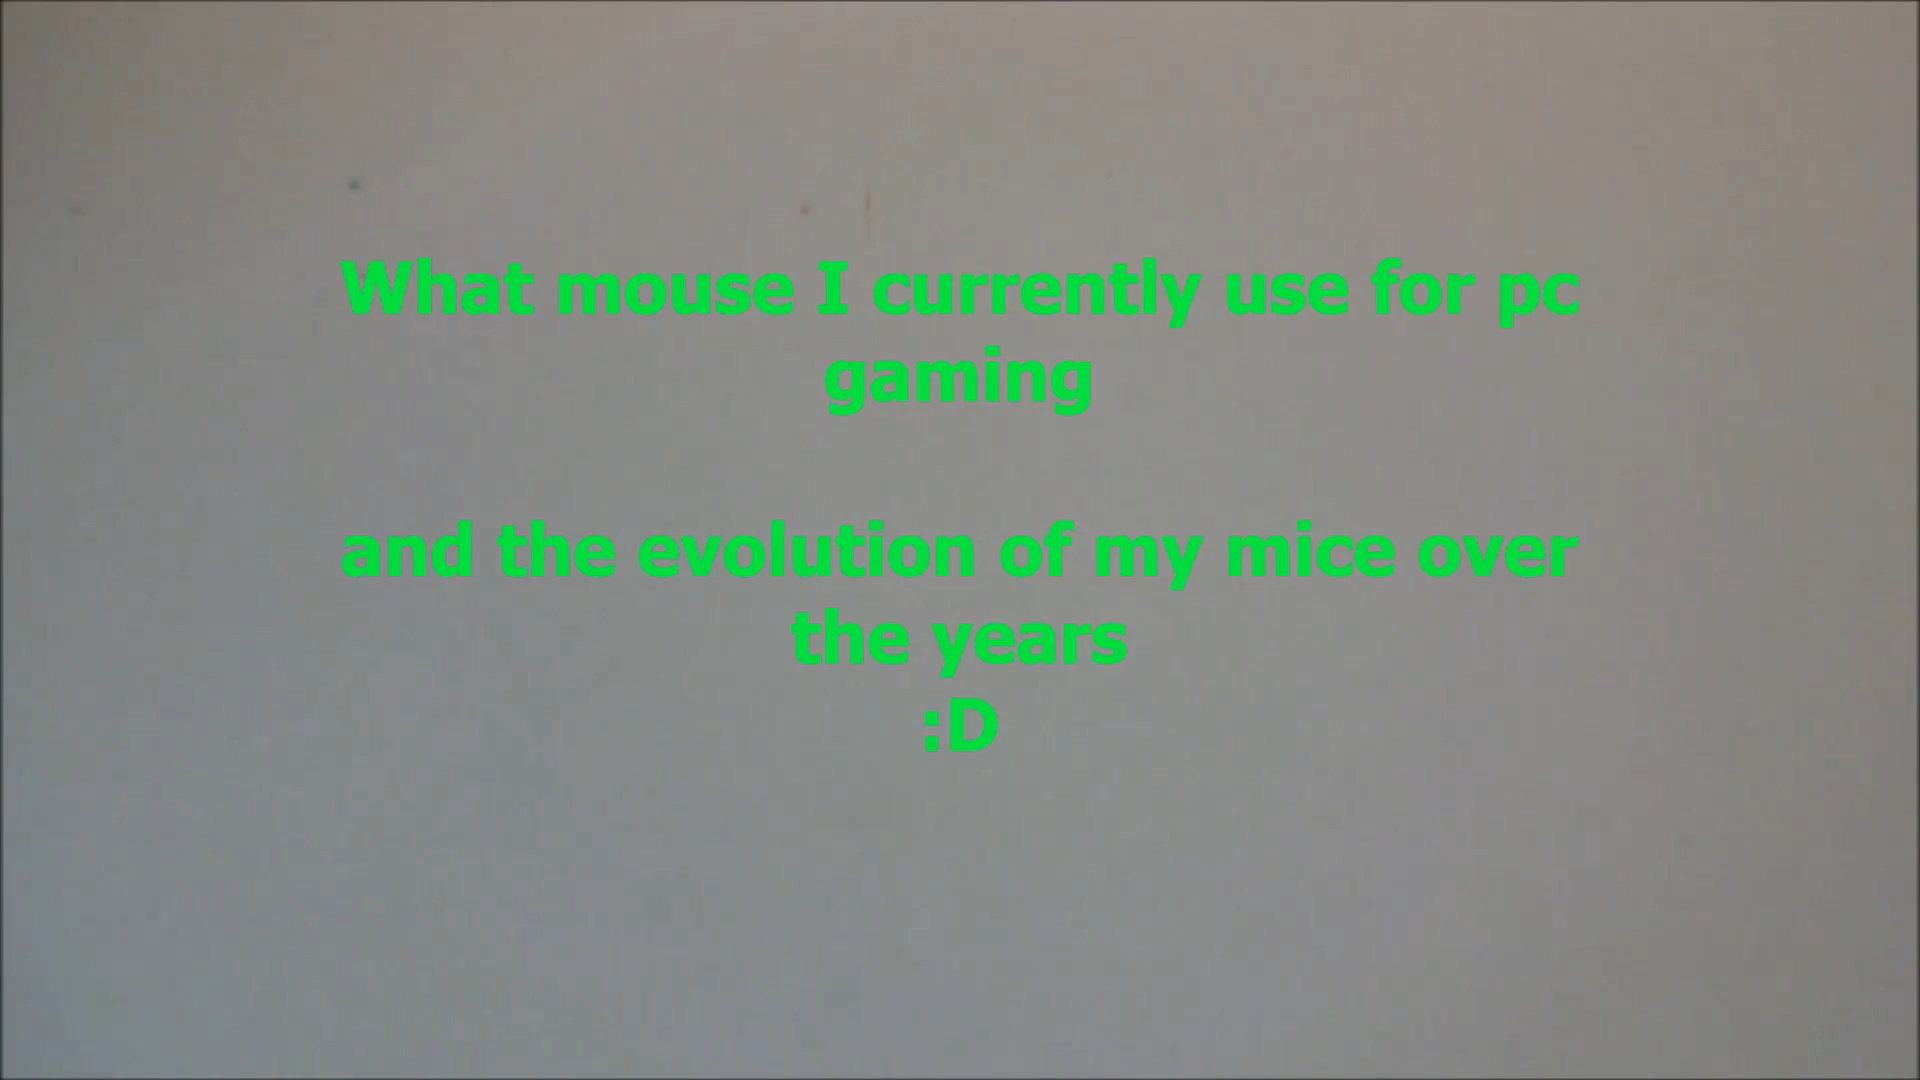 What mouse I currently use for pc
gaming
and the evolution of my mice over
the years
:D